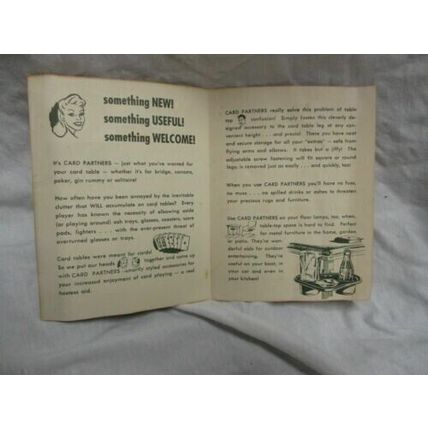 something NEW!
something USEFUL!
something WELCOME!
It's CARD PARTNERS — just what you've wanted for
your card table — whether it's for bridge, canasta,
poker, gin rummy or solitaire!
How often have you been annoyed by the inevitable
clutter that WILL accumulate on card tables? Every
player has known the necessity of elbowing aside
(or playing around) ash trays, glasses, coasters, score
pads, lighters . . . with the ever-present threat of
overturned glasses or trays.
Card tables were meant for cards!
So we put our heads together and came up
with CARD PARTNERS smartly styled accessories for
your increased enjoyment of card playing — a real
hostess aid.
CARD PARTNERS really solve this problem of table
top confusion! Simply fasten this cleverly de-
signed accessory to the card table leg at any con-
venient height . . . and presto! There you have neat
and secure storage for all your "extras" — safe from
flying arms and elbows. It takes but a jiffy! The
adjustable screw fastening will fit square or round
legs; is removed just as easily . . . and quickly, too!
When you use CARD PARTNERS you'll have no fuss,
no muss . . . no spilled drinks or ashes to threaten
your precious rugs and furniture.
Use CARD PARTNERS on your floor lamps, too, when
table-top space is hard to find. Perfect
for metal furniture in the home, garden
or patio. They're won-
derful aids for outdoor
entertaining. They're
useful on your boat, in
your car and even in
your kitchen!